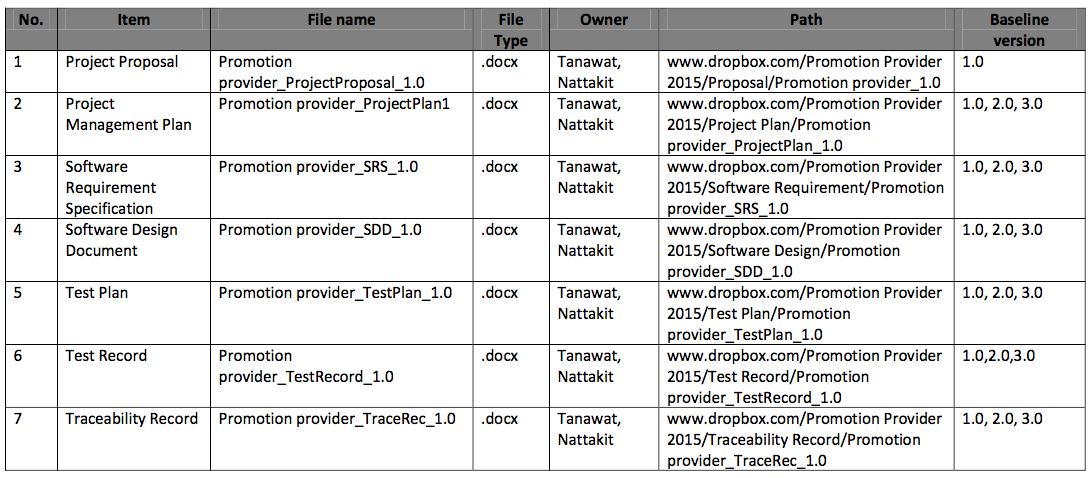 No. Item File name File Type Owner Path Baseline version
1 Project Proposal Promotion provider_ProjectProposal_1.0 .docx Tanawat, Nattakit www.dropbox.com/Promotion Provider 2015/Proposal/Promotion provider_1.0 1.0
2 Project Management Plan Promotion provider_ProjectPlan1 .docx Tanawat, Nattakit www.dropbox.com/Promotion Provider 2015/Project Plan/Promotion provider_ProjectPlan_1.0 1.0, 2.0, 3.0
3 Software Requirement Specification Promotion provider_SRS_1.0 .docx Tanawat, Nattakit www.dropbox.com/Promotion Provider 2015/Software Requirement/Promotion provider_SRS_1.0 1.0, 2.0, 3.0
4 Software Design Document Promotion provider_SDD_1.0 .docx Tanawat, Nattakit www.dropbox.com/Promotion Provider 2015/Software Design/Promotion provider_SDD_1.0 1.0, 2.0, 3.0
5 Test Plan Promotion provider_TestPlan_1.0 .docx Tanawat, Nattakit www.dropbox.com/Promotion Provider 2015/Test Plan/Promotion provider_TestPlan_1.0 1.0, 2.0, 3.0
6 Test Record Promotion provider_TestRecord_1.0 .docx Tanawat, Nattakit www.dropbox.com/Promotion Provider 2015/Test Record/Promotion provider_TestRecord_1.0 1.0,2.0,3.0
7 Traceability Record Promotion provider_TraceRec_1.0 .docx Tanawat, Nattakit www.dropbox.com/Promotion Provider 2015/Traceability Record/Promotion provider_TraceRec_1.0 1.0, 2.0, 3.0